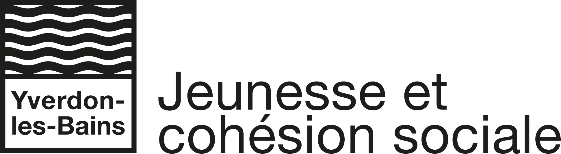 Yverdon-
les-Bains
Jeunesse et
cohésion sociale